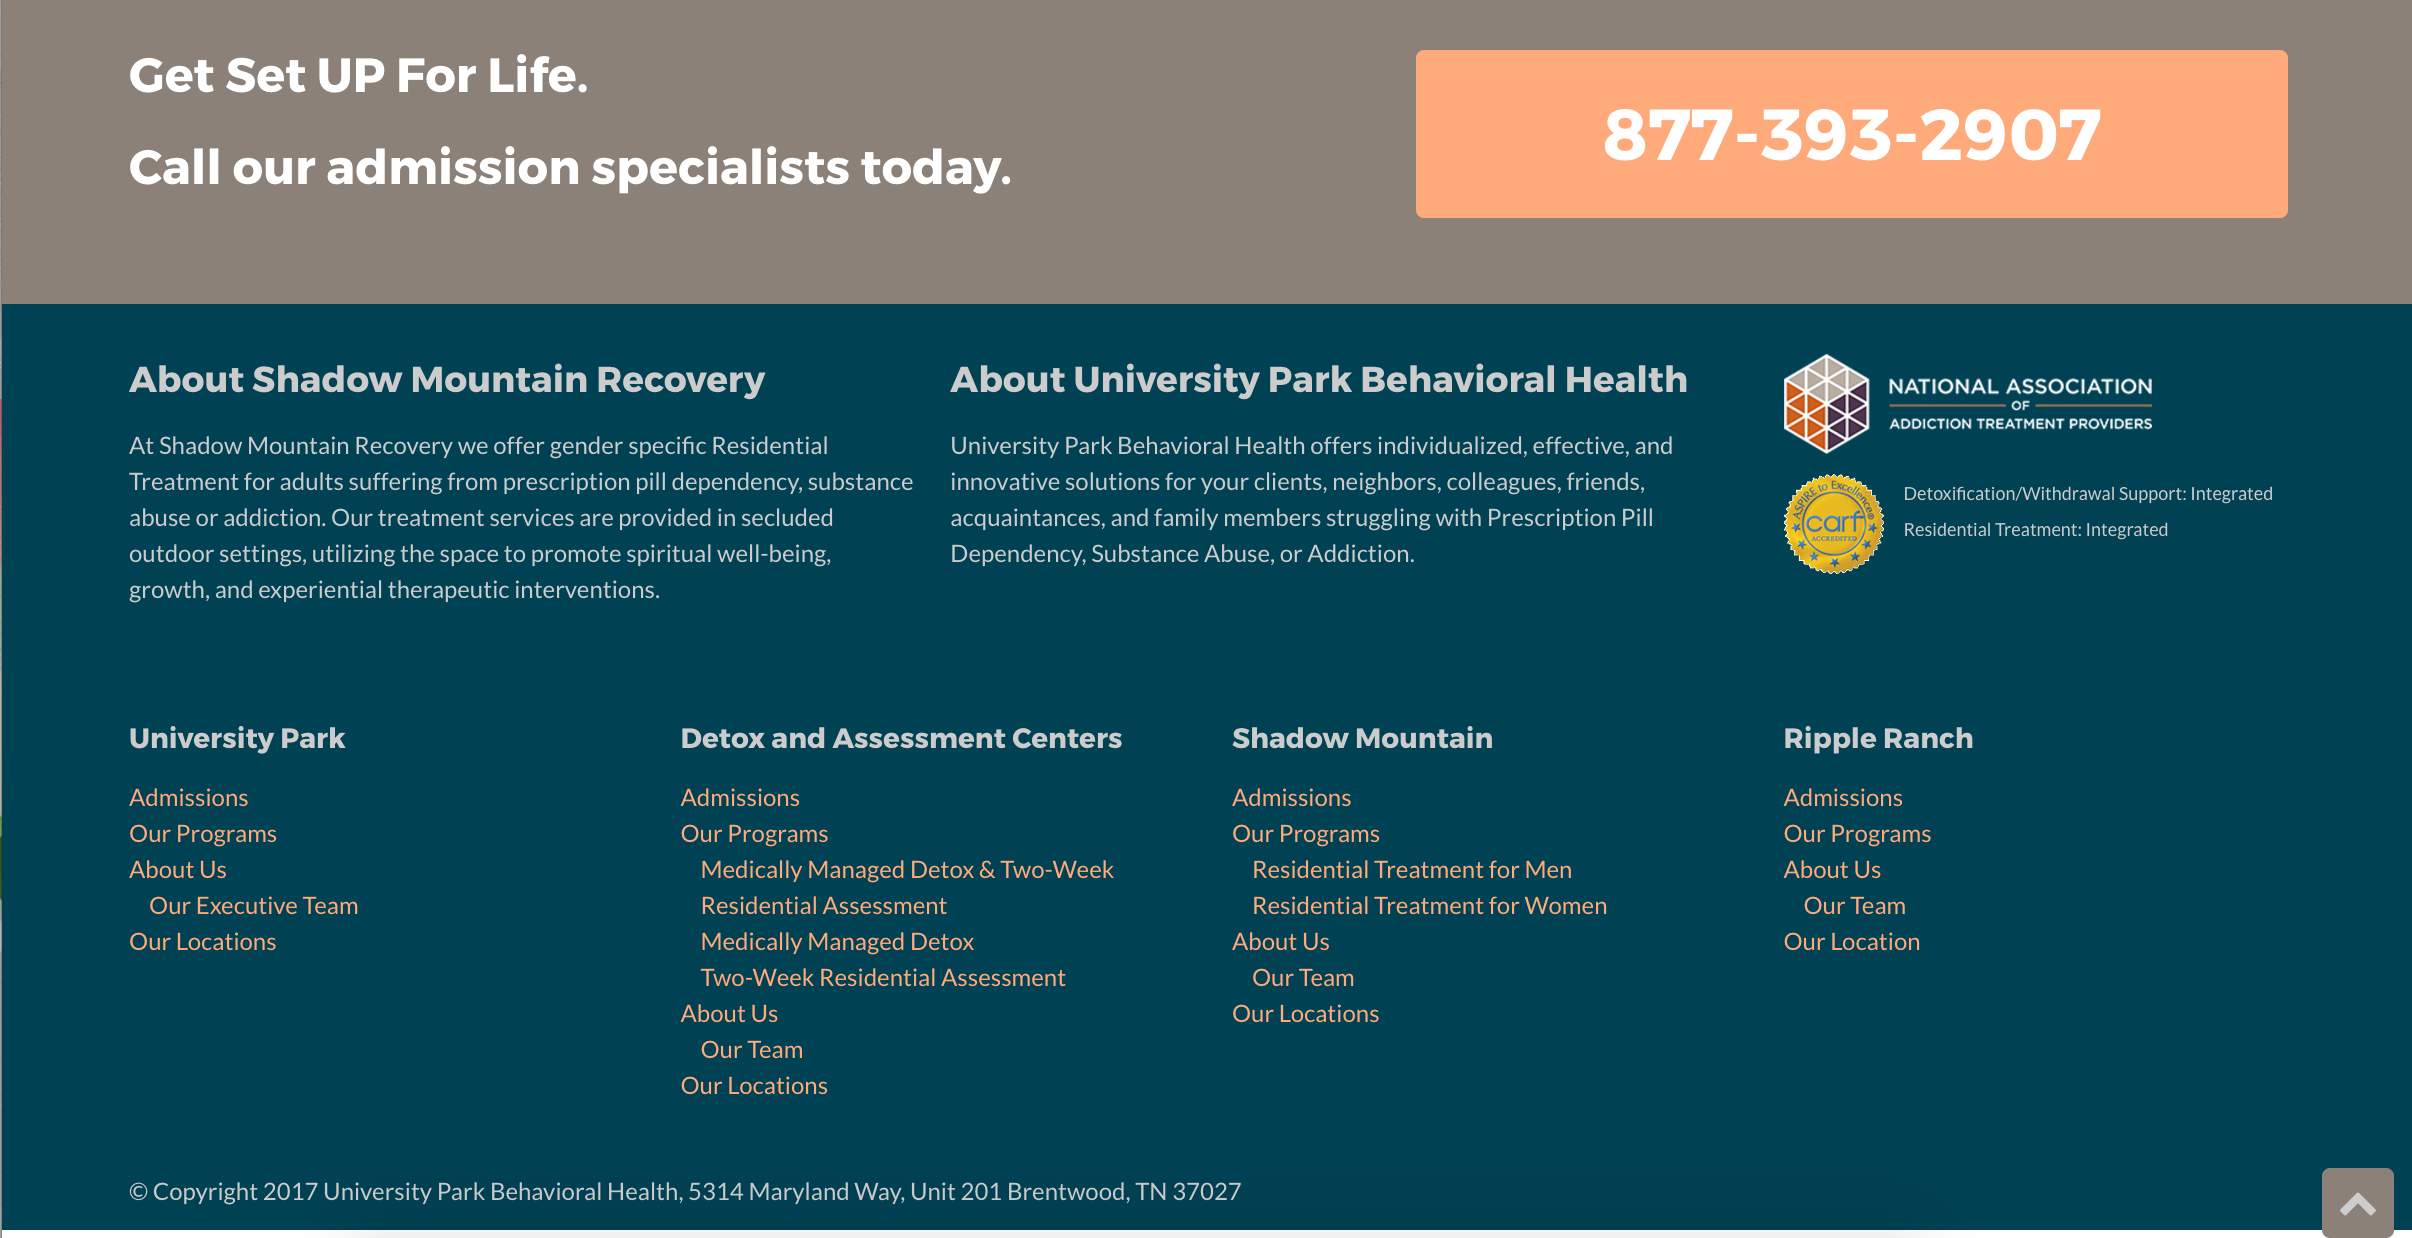 Get Set UP For Life.
Call our admission specialists today.
877-393-2907
About Shadow Mountain Recovery
At Shadow Mountain Recovery we offer gender specific Residential
Treatment for adults suffering from prescription pill dependency, substance
abuse or addiction. Our treatment services are provided in secluded
outdoor settings, utilizing the space to promote spiritual well-being,
growth, and experiential therapeutic interventions.
About University Park Behavioral Health
University Park Behavioral Health offers individualized, effective, and
innovative solutions for your clients, neighbors, colleagues, friends,
acquaintances, and family members struggling with Prescription Pill
Dependency, Substance Abuse, or Addiction.
NATIONAL ASSOCIATION
OF
ADDICTION TREATMENT PROVIDERS
ASPIRE to Excellence®
carf
ACCREDITED
Detoxification/Withdrawal Support: Integrated
Residential Treatment: Integrated
University Park
Admissions
Our Programs
About Us
Our Executive Team
Our Locations
Detox and Assessment Centers
Admissions
Our Programs
Medically Managed Detox & Two-Week
Residential Assessment
Medically Managed Detox
Two-Week Residential Assessment
About Us
Our Team
Our Locations
Shadow Mountain
Admissions
Our Programs
Residential Treatment for Men
Residential Treatment for Women
About Us
Our Team
Our Locations
Ripple Ranch
Admissions
Our Programs
About Us
Our Team
Our Location
© Copyright 2017 University Park Behavioral Health, 5314 Maryland Way, Unit 201 Brentwood, TN 37027